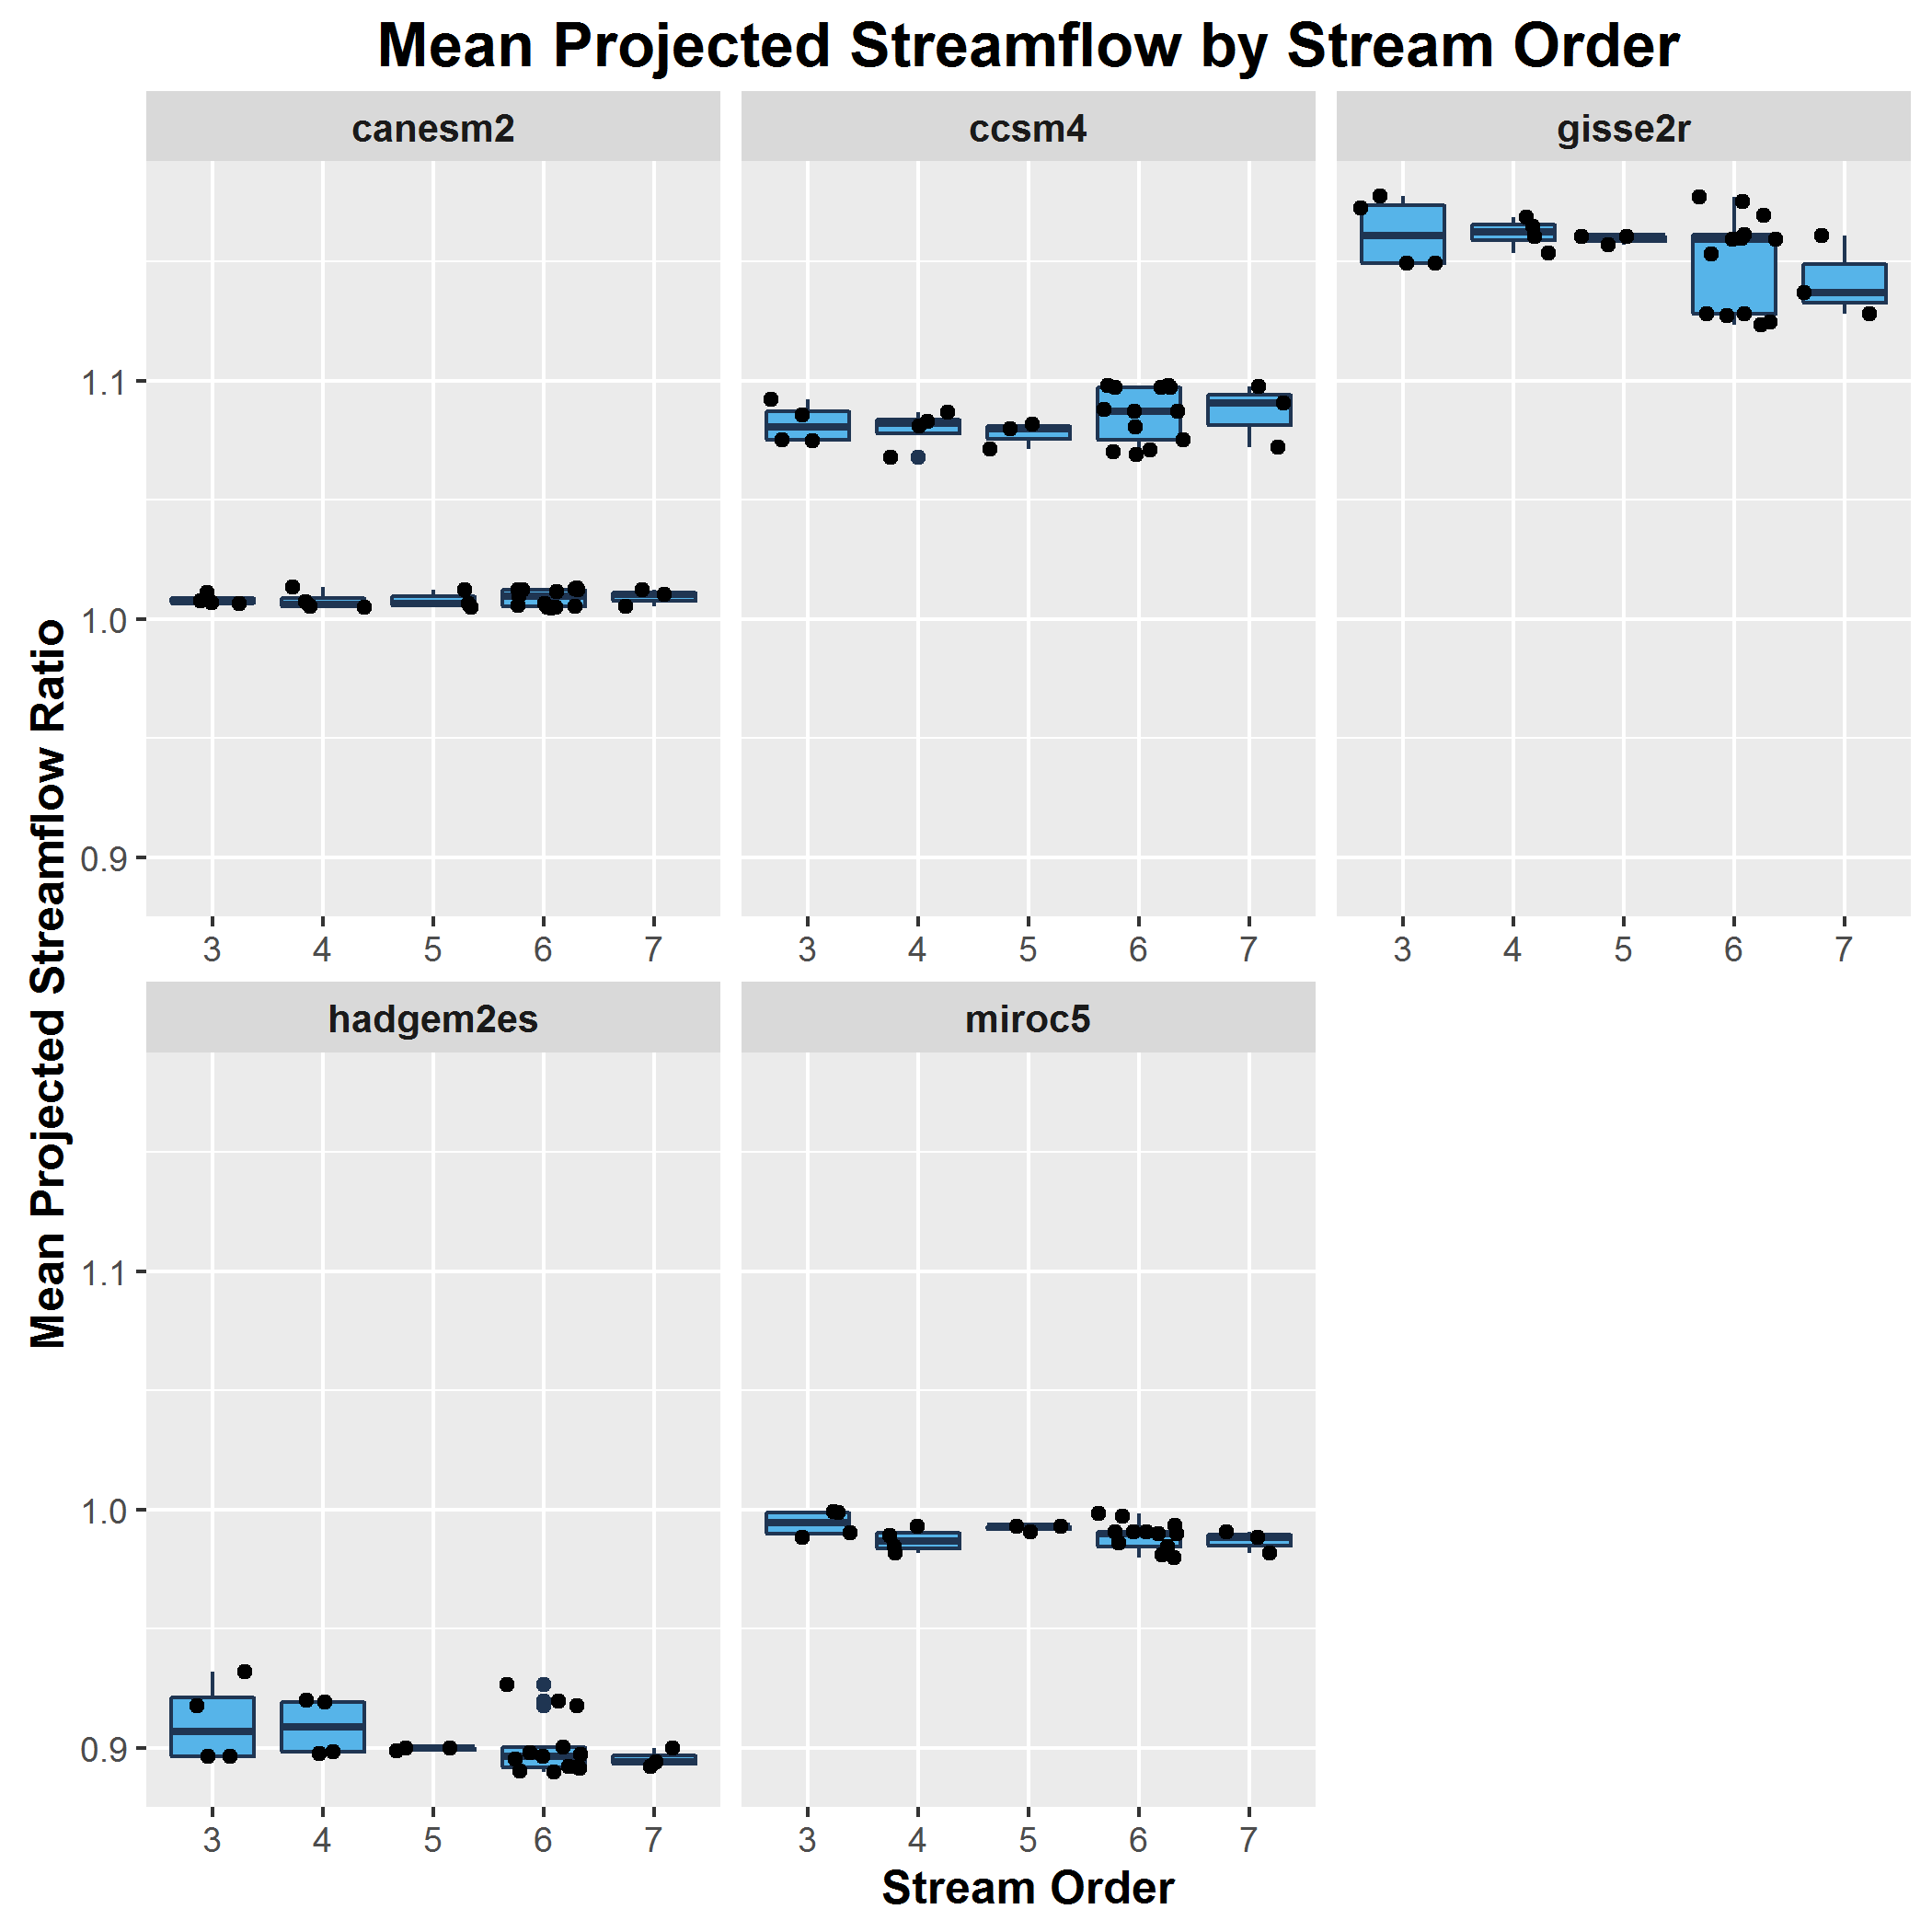 Mean Projected Streamflow by Stream Order
canesm2 ccsm4 gisse2r
1.1
1.0
0.9
3 4 5 6 7 3 4 5 6 7 3 4 5 6 7
Mean Projected Streamflow Ratio
hadgem2es miroc5
1.1
1.0
0.9
3 4 5 6 7 3 4 5 6 7
Stream Order